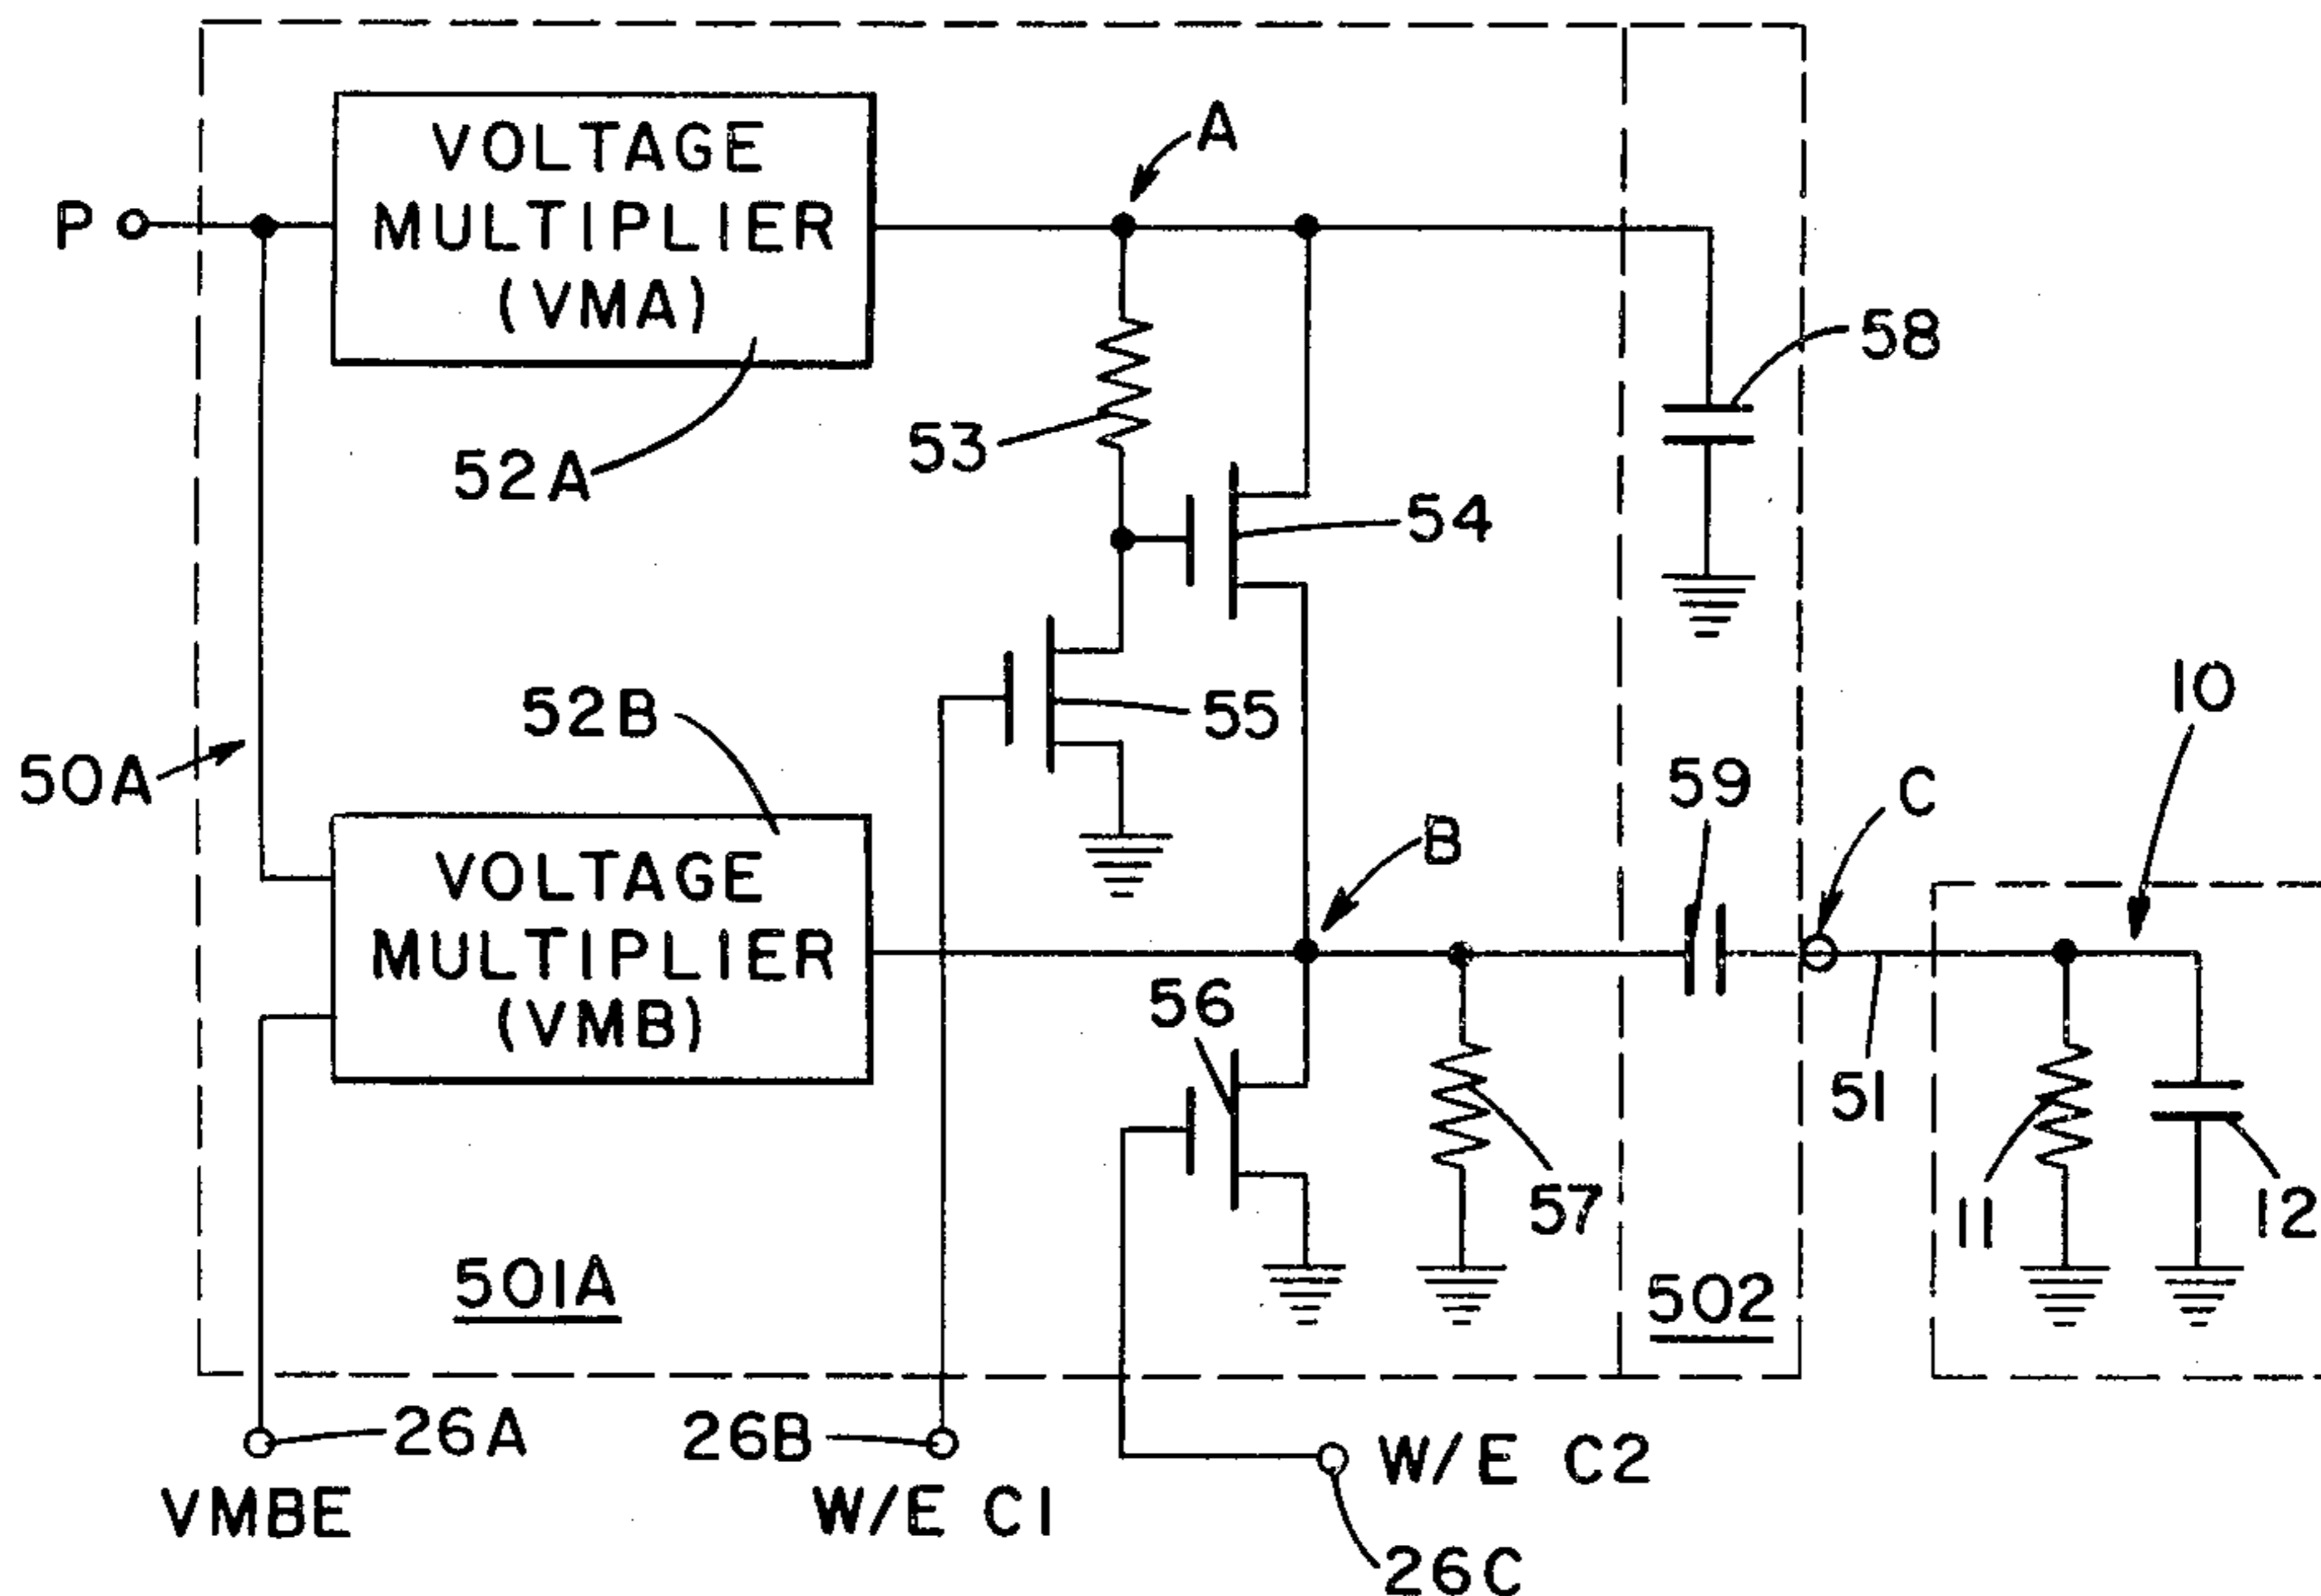 A
VOLTAGE
MULTIPLIER
(VMA)
P
58
53
52A
54
10
52B
55
50A
59
C
B
VOLTAGE
MULTIPLIER
(VMB)
56
51
57
11
12
501A
502
26A
26B
W/E C2
VMBE
W/E C1
26C